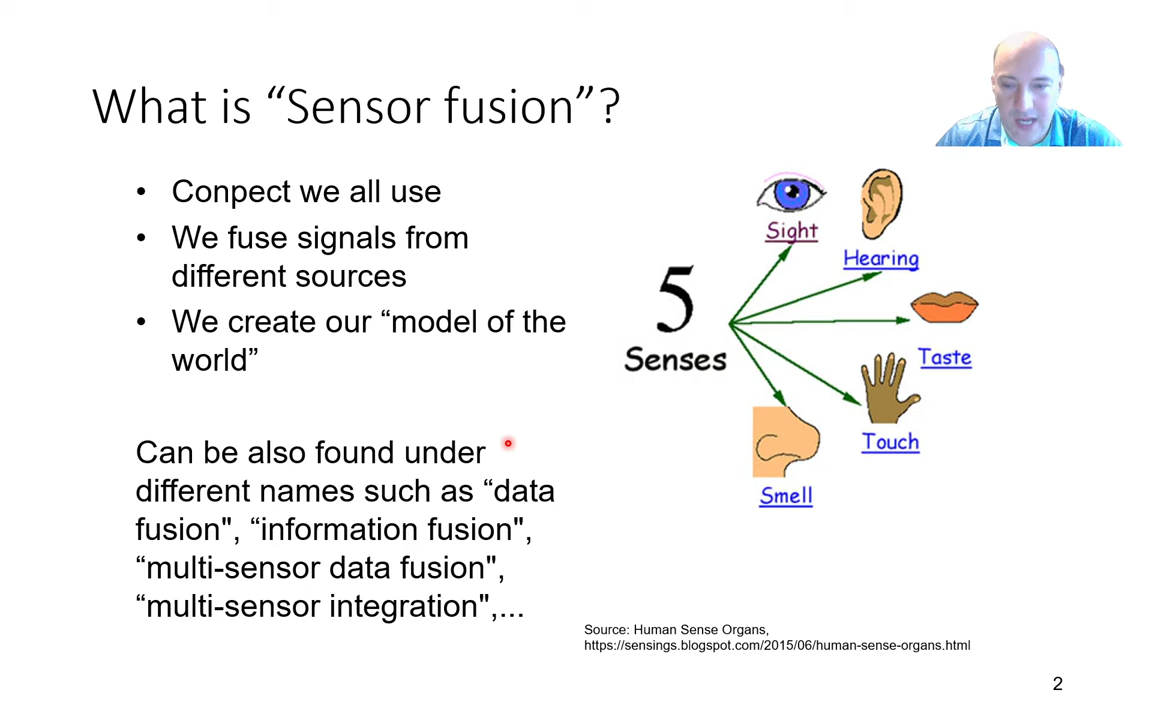 What is “Sensor fusion”?
• Conpect we all use
• We fuse signals from
different sources
• We create our “model of the
world”
Can be also found under
different names such as “data
fusion", “information fusion",
“multi-sensor data fusion",
“multi-sensor integration",...
5
Senses
Sight
Hearing
Taste
Touch
Smell
Source: Human Sense Organs,
https://sensings.blogspot.com/2015/06/human-sense-organs.html
2